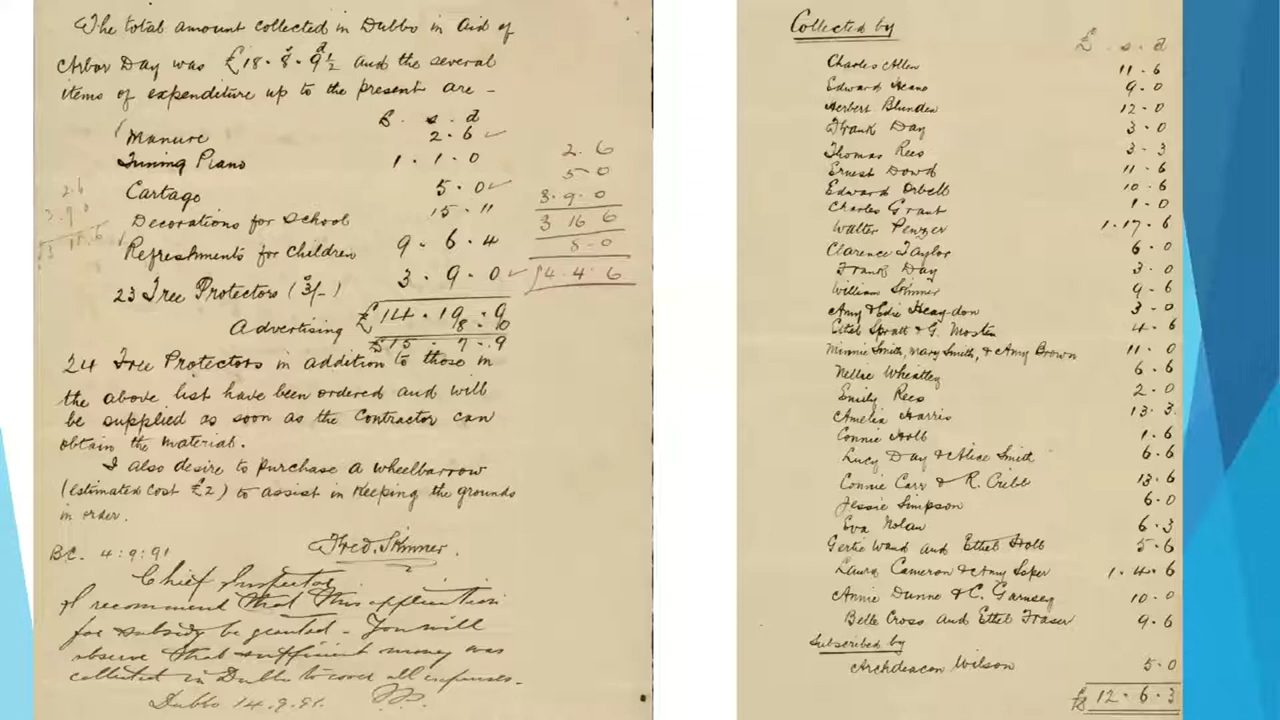 The total amount collected in Dubbo in aid of
Arbor Day was £18 - 8 - 9½ and the several
s d
items of expenditure up to the present are -
£ . s . d
Manure 2 . 6 ✓
Tuning Piano 1 . 1 . 0
Cartage 5 . 0 ✓
Decorations for School 15 . 11
Refreshments for Children 9 . 6 . 4
23 Tree Protectors (3/-) 3 . 9 . 0 ✓
£14 . 19 . 9
Advertising 8 . 0
£15 . 7 . 9
2 . 6
5 0
3 . 9 . 0
3 16 6
8 . 0
£4 . 4 . 6
2.6
3.9.0
24 Tree Protectors in addition to those in
the above list have been ordered and will
be supplied as soon as the Contractor can
obtain the material.
I also desire to purchase a wheelbarrow
(estimated cost £2) to assist in keeping the grounds
in order.
Fred. Skinner.
4:9:91
Chief Inspector
I recommend that this application
for subsidy be granted - You will
observe that sufficient money was
collected in Dubbo to cover all expenses.
Dubbo 14.9.91.
Collected by
£ . s . d
Charles Allen 11 . 6
Edward 9 . 0
Herbert Blunden 12 . 0
Frank Day 3 . 0
Thomas Rees 3 . 3
Ernest Dowd 11 . 6
Edward Orbell 10 . 6
Charles Grant 1 . 0
Walter Penzer 1 . 17 . 6
Clarence Taylor 6 . 0
Frank Day 3 . 0
William Skinner 9 . 6
Amy & Edie Heaydon 3 . 0
Ethel Spratt & G. 4 . 6
Minnie Smith, Mary Smith, & Amy Brown 11 . 0
Nellie Wheatley 6 . 6
Emily Rees 2 . 0
Amelia Harris 13 . 3
Connie Holb 1 . 6
Lucy Day & Alice Smith 6 . 6
Connie Carr & R. Cribb 13 . 6
Jessie Simpson 6 . 0
Eva Nolan 6 . 3
Gertie Wand and Ethel Holb 5 . 6
Laura Cameron & Amy 1 . 4 . 6
Annie Dunne & C. Garnsey 10 . 0
Belle Cross and Ethel Fraser 9 . 6
Subscribed by
Archdeacon Wilson 5 . 0
£12 . 6 . 3